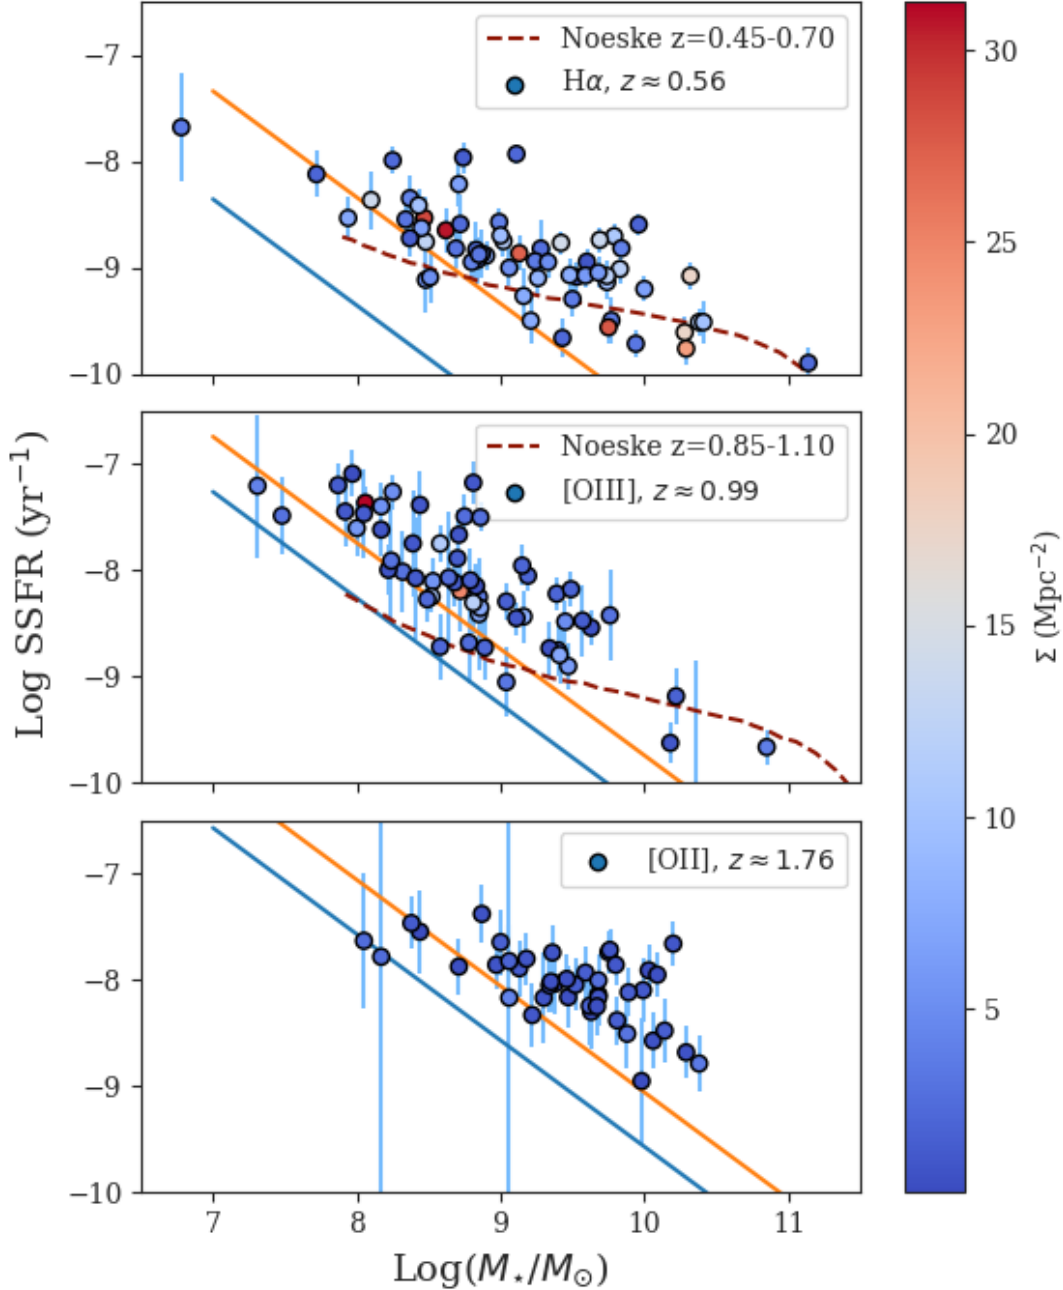 Noeske z=0.45-0.70
Hα, z ≈ 0.56
−7
−8
−9
−10
Noeske z=0.85-1.10
[OIII], z ≈ 0.99
−7
−8
−9
−10
[OII], z ≈ 1.76
−7
−8
−9
−10
7 8 9 10 11
Log(M⋆/M⊙)
Log SSFR (yr⁻¹)
30
25
20
15
10
5
Σ (Mpc⁻²)